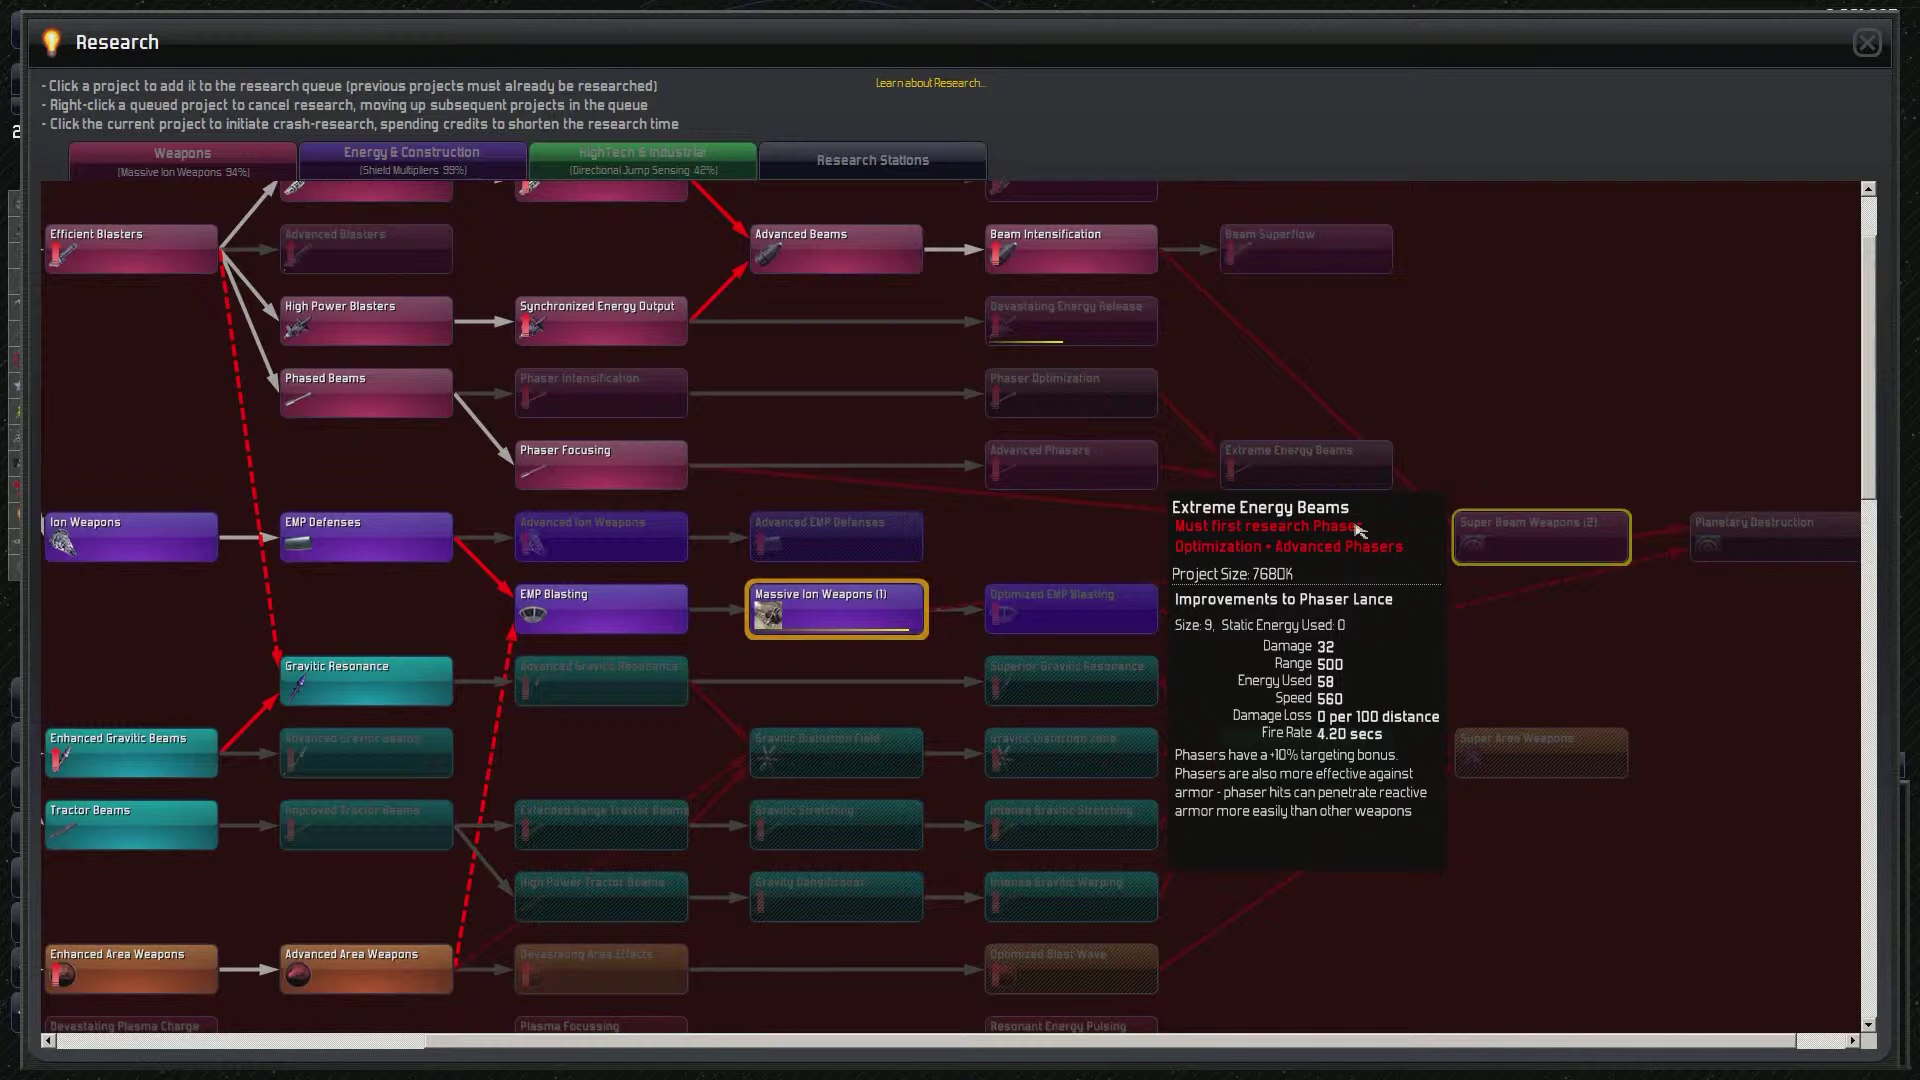 Research
- Click a project to add it to the research queue (previous projects must already be researched)
- Right-click a queued project to cancel research, moving up subsequent projects in the queue
- Click the current project to initiate crash-research, spending credits to shorten the research time
Learn about Research...
Weapons
(Massive Ion Weapons 94%)
Energy & Construction
(Shield Multipliers 99%)
HighTech & Industrial
(Directional Jump Sensing 42%)
Research Stations
Efficient Blasters
Advanced Blasters
Advanced Beams
Beam Intensification
Beam Superflow
High Power Blasters
Synchronized Energy Output
Devastating Energy Release
Phased Beams
Phaser Intensification
Phaser Optimization
Phaser Focusing
Advanced Phasers
Extreme Energy Beams
Ion Weapons
EMP Defenses
Advanced Ion Weapons
Advanced EMP Defenses
Super Beam Weapons (2)
Planetary Destruction
EMP Blasting
Massive Ion Weapons (1)
Optimized EMP Blasting
Gravitic Resonance
Advanced Gravitic Resonance
Superior Gravitic Resonance
Enhanced Gravitic Beams
Advanced Gravitic Beams
Gravitic Distortion Field
Gravitic Distortion Zone
Super Area Weapons
Tractor Beams
Improved Tractor Beams
Extended Range Tractor Beams
Gravitic Stretching
Intense Gravitic Stretching
High Power Tractor Beams
Gravity Densification
Intense Gravitic Warping
Enhanced Area Weapons
Advanced Area Weapons
Devastating Area Effects
Optimized Blast Wave
Devastating Plasma Charge
Plasma Focussing
Resonant Energy Pulsing
Extreme Energy Beams
Must first research Phaser
Optimization + Advanced Phasers
Project Size: 7680K
Improvements to Phaser Lance
Size: 9, Static Energy Used: 0
Damage 32
Range 500
Energy Used 58
Speed 560
Damage Loss 0 per 100 distance
Fire Rate 4.20 secs
Phasers have a +10% targeting bonus.
Phasers are also more effective against
armor - phaser hits can penetrate reactive
armor more easily than other weapons